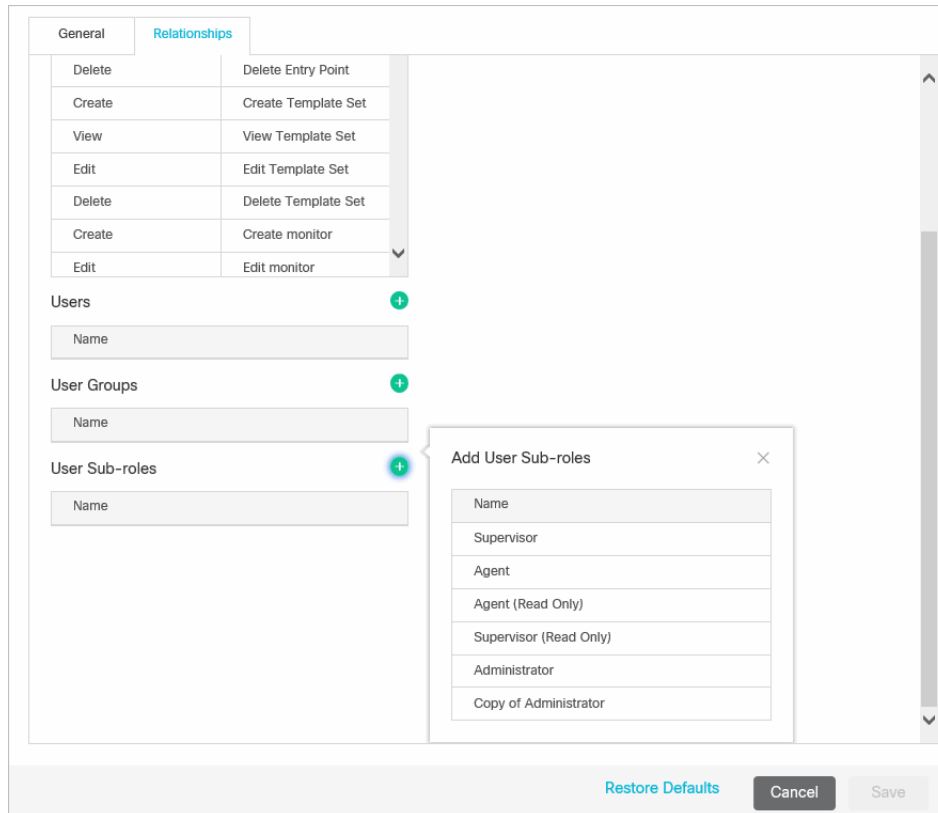 General Relationships
Delete Delete Entry Point
Create Create Template Set
View View Template Set
Edit Edit Template Set
Delete Delete Template Set
Create Create monitor
Edit Edit monitor
Users
Name
User Groups
Name
User Sub-roles
Name
Add User Sub-roles
Name
Supervisor
Agent
Agent (Read Only)
Supervisor (Read Only)
Administrator
Copy of Administrator
Restore Defaults Cancel Save